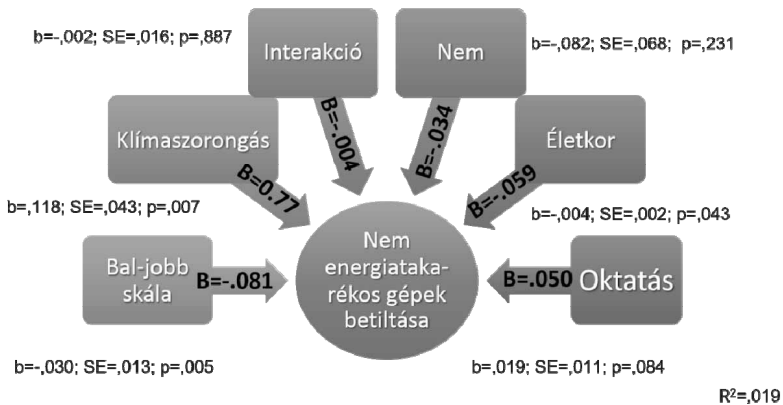 b=-,002; SE=,016; p=,887
Interakció
Nem
b=-,082; SE=,068; p=,231
B=-.004
B=-.034
Klímaszorongás
Életkor
B=0.77
B=-.059
b=,118; SE=,043; p=,007
b=-,004; SE=,002; p=,043
Bal-jobb
skála
B=-.081
Nem
energiataka-
rékos gépek
betiltása
B=.050
Oktatás
b=-,030; SE=,013; p=,005
b=,019; SE=,011; p=,084
R²=,019